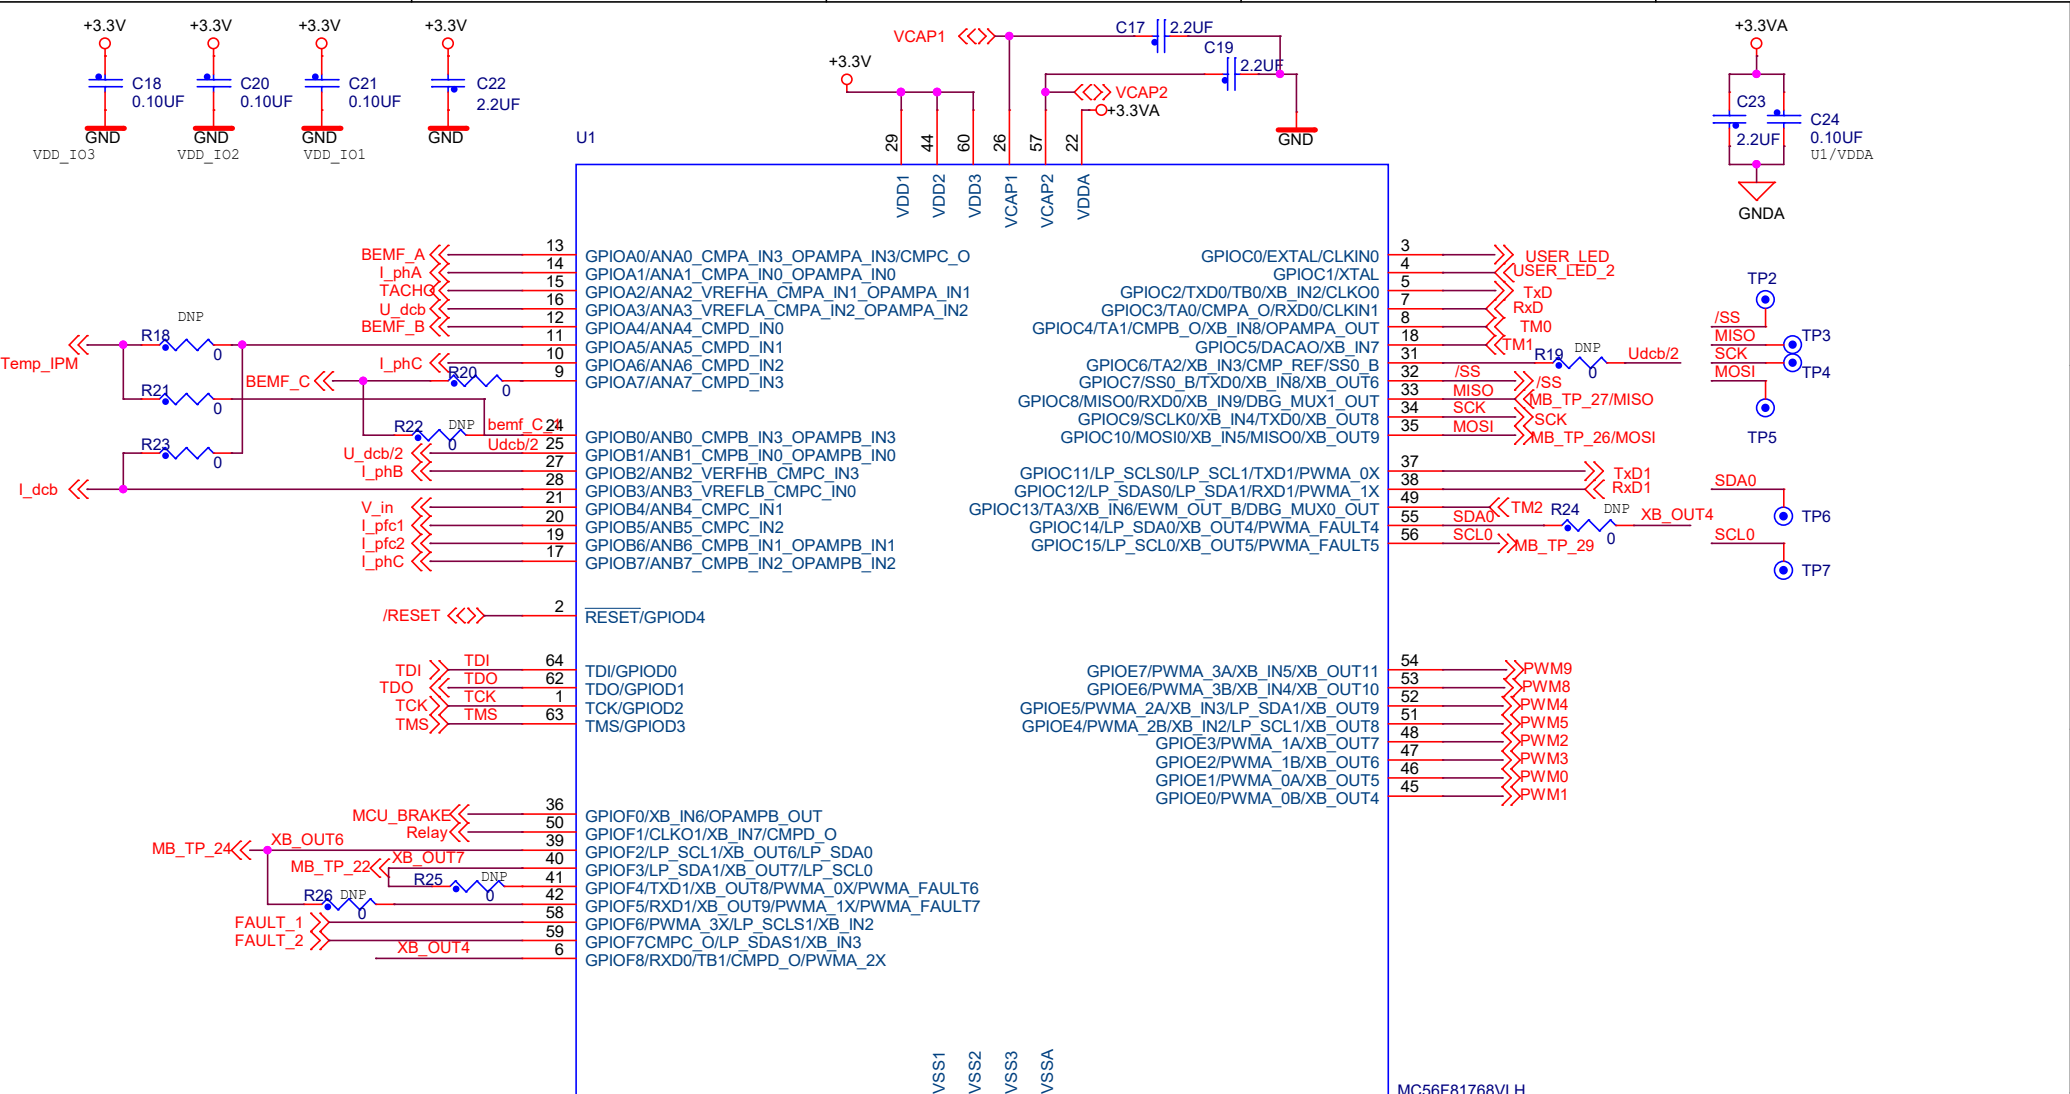 +3.3V
C18
0.10UF
GND
VDD_IO3
+3.3V
C20
0.10UF
GND
VDD_IO2
+3.3V
C21
0.10UF
GND
VDD_IO1
+3.3V
C22
2.2UF
GND
VCAP1
C17 2.2UF
C19
2.2UF
+3.3V
VCAP2
+3.3VA
GND
+3.3VA
C23
2.2UF
C24
0.10UF
U1/VDDA
GNDA
U1
29 44 60 26 57 22
VDD1 VDD2 VDD3 VCAP1 VCAP2 VDDA
BEMF_A 13 GPIOA0/ANA0_CMPA_IN3_OPAMPA_IN3/CMPC_O
I_phA 14 GPIOA1/ANA1_CMPA_IN0_OPAMPA_IN0
TACHO 15 GPIOA2/ANA2_VREFHA_CMPA_IN1_OPAMPA_IN1
U_dcb 16 GPIOA3/ANA3_VREFLA_CMPA_IN2_OPAMPA_IN2
BEMF_B 12 GPIOA4/ANA4_CMPD_IN0
11 GPIOA5/ANA5_CMPD_IN1
I_phC 10 GPIOA6/ANA6_CMPD_IN2
9 GPIOA7/ANA7_CMPD_IN3
DNP
R18 0
Temp_IPM
R21 0
R23 0
I_dcb
BEMF_C
R20 0
R22 DNP 0
bemf_C_1 24 GPIOB0/ANB0_CMPB_IN3_OPAMPB_IN3
U_dcb/2 Udcb/2 25 GPIOB1/ANB1_CMPB_IN0_OPAMPB_IN0
I_phB 27 GPIOB2/ANB2_VERFHB_CMPC_IN3
28 GPIOB3/ANB3_VREFLB_CMPC_IN0
V_in 21 GPIOB4/ANB4_CMPC_IN1
I_pfc1 20 GPIOB5/ANB5_CMPC_IN2
I_pfc2 19 GPIOB6/ANB6_CMPB_IN1_OPAMPB_IN1
I_phC 17 GPIOB7/ANB7_CMPB_IN2_OPAMPB_IN2
/RESET 2 RESET/GPIOD4
TDI TDI 64 TDI/GPIOD0
TDO TDO 62 TDO/GPIOD1
TCK TCK 1 TCK/GPIOD2
TMS TMS 63 TMS/GPIOD3
MCU_BRAKE 36 GPIOF0/XB_IN6/OPAMPB_OUT
Relay 50 GPIOF1/CLKO1/XB_IN7/CMPD_O
MB_TP_24 XB_OUT6 39 GPIOF2/LP_SCL1/XB_OUT6/LP_SDA0
MB_TP_22 XB_OUT7 40 GPIOF3/LP_SDA1/XB_OUT7/LP_SCL0
R25 DNP 0 41 GPIOF4/TXD1/XB_OUT8/PWMA_0X/PWMA_FAULT6
R26 DNP 0 42 GPIOF5/RXD1/XB_OUT9/PWMA_1X/PWMA_FAULT7
FAULT_1 58 GPIOF6/PWMA_3X/LP_SCLS1/XB_IN2
FAULT_2 59 GPIOF7CMPC_O/LP_SDAS1/XB_IN3
XB_OUT4 6 GPIOF8/RXD0/TB1/CMPD_O/PWMA_2X
GPIOC0/EXTAL/CLKIN0 3 USER_LED
GPIOC1/XTAL 4 USER_LED_2
GPIOC2/TXD0/TB0/XB_IN2/CLKO0 5 TxD
GPIOC3/TA0/CMPA_O/RXD0/CLKIN1 7 RxD
GPIOC4/TA1/CMPB_O/XB_IN8/OPAMPA_OUT 8 TM0
GPIOC5/DACAO/XB_IN7 18 TM1
GPIOC6/TA2/XB_IN3/CMP_REF/SS0_B 31 R19 DNP 0 Udcb/2
GPIOC7/SS0_B/TXD0/XB_IN8/XB_OUT6 32 /SS /SS
GPIOC8/MISO0/RXD0/XB_IN9/DBG_MUX1_OUT 33 MISO MB_TP_27/MISO
GPIOC9/SCLK0/XB_IN4/TXD0/XB_OUT8 34 SCK SCK
GPIOC10/MOSI0/XB_IN5/MISO0/XB_OUT9 35 MOSI MB_TP_26/MOSI
GPIOC11/LP_SCLS0/LP_SCL1/TXD1/PWMA_0X 37 TxD1
GPIOC12/LP_SDAS0/LP_SDA1/RXD1/PWMA_1X 38 RxD1
GPIOC13/TA3/XB_IN6/EWM_OUT_B/DBG_MUX0_OUT 49 TM2
GPIOC14/LP_SDA0/XB_OUT4/PWMA_FAULT4 55 SDA0 R24 DNP 0 XB_OUT4
GPIOC15/LP_SCL0/XB_OUT5/PWMA_FAULT5 56 SCL0 MB_TP_29
TP2
/SS
MISO TP3
SCK TP4
MOSI
TP5
SDA0
TP6
SCL0
TP7
GPIOE7/PWMA_3A/XB_IN5/XB_OUT11 54 PWM9
GPIOE6/PWMA_3B/XB_IN4/XB_OUT10 53 PWM8
GPIOE5/PWMA_2A/XB_IN3/LP_SDA1/XB_OUT9 52 PWM4
GPIOE4/PWMA_2B/XB_IN2/LP_SCL1/XB_OUT8 51 PWM5
GPIOE3/PWMA_1A/XB_OUT7 48 PWM2
GPIOE2/PWMA_1B/XB_OUT6 47 PWM3
GPIOE1/PWMA_0A/XB_OUT5 46 PWM0
GPIOE0/PWMA_0B/XB_OUT4 45 PWM1
VSS1 VSS2 VSS3 VSSA
MC56F81768VLH